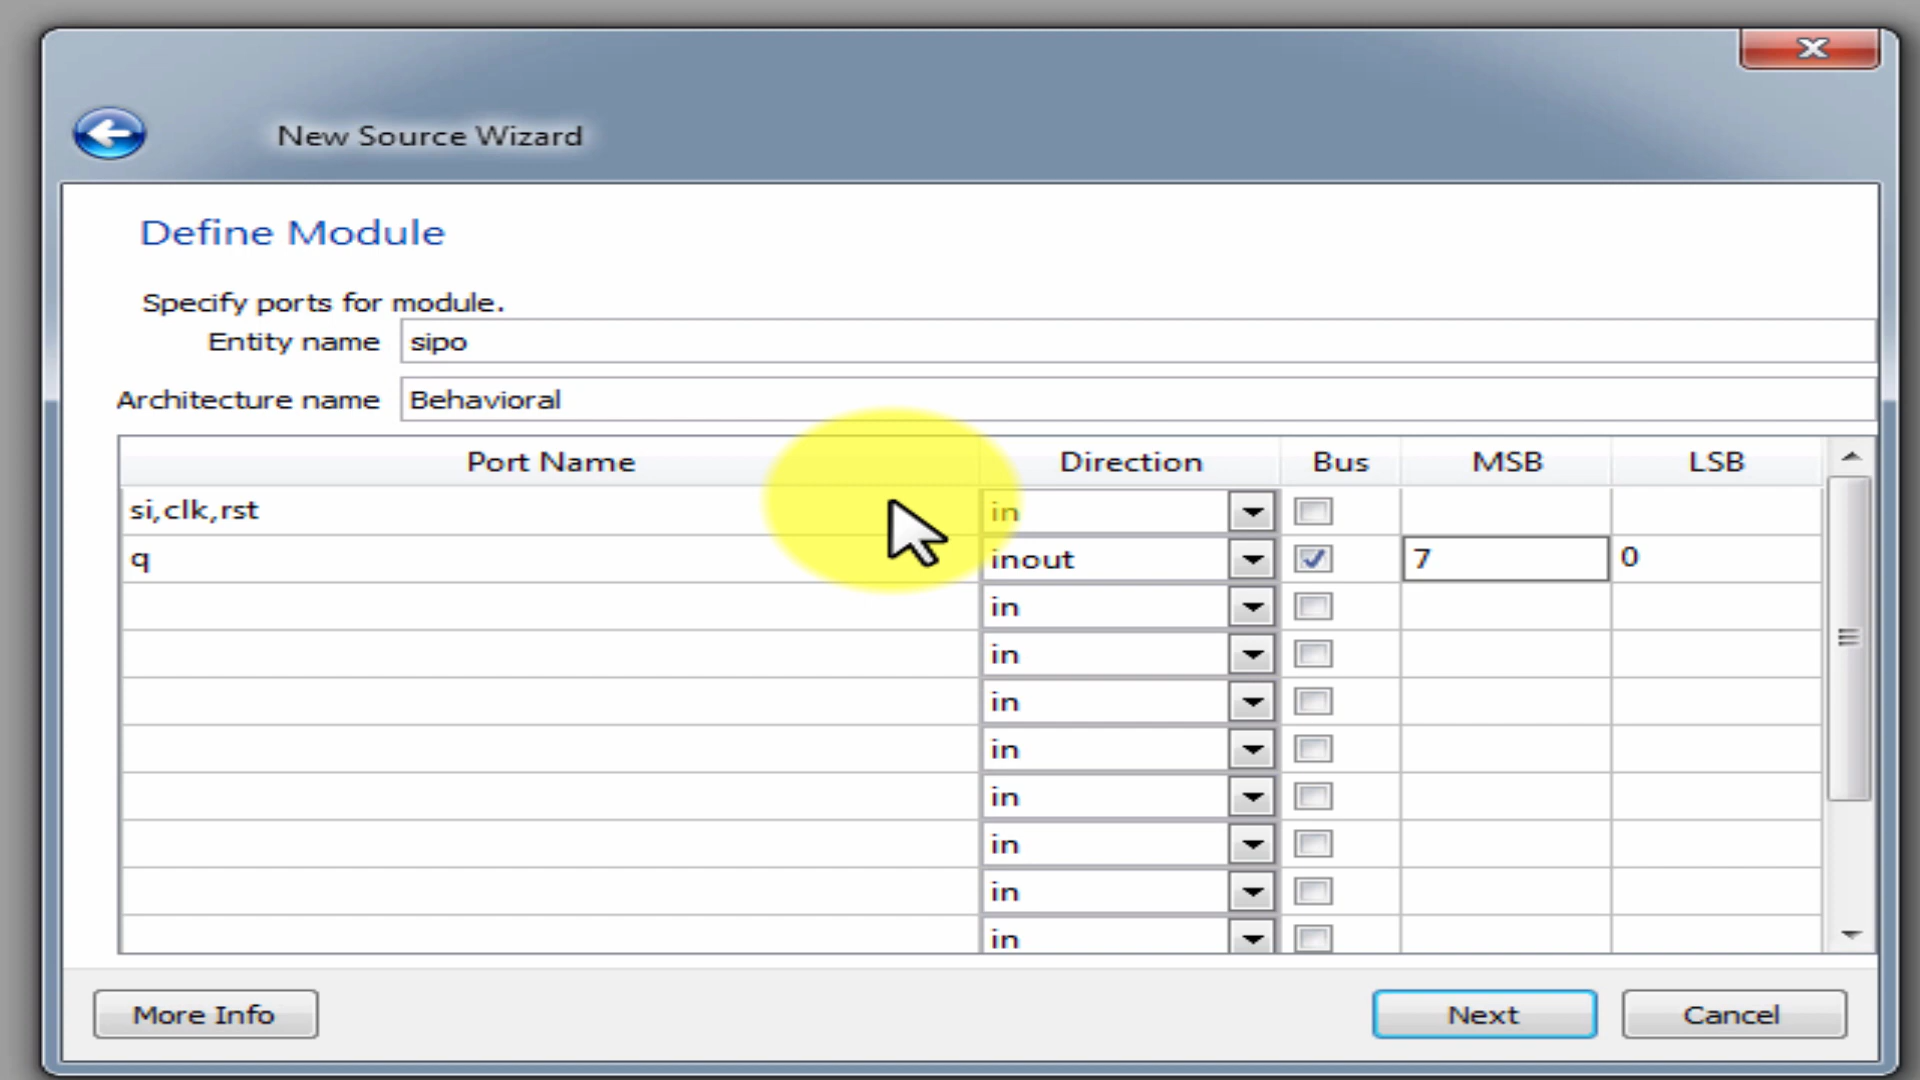 New Source Wizard
Define Module
Specify ports for module.
Entity name sipo
Architecture name Behavioral
Port Name Direction Bus MSB LSB
si,clk,rst in
q inout 7 0
in
in
in
in
in
in
in
in
More Info Next Cancel